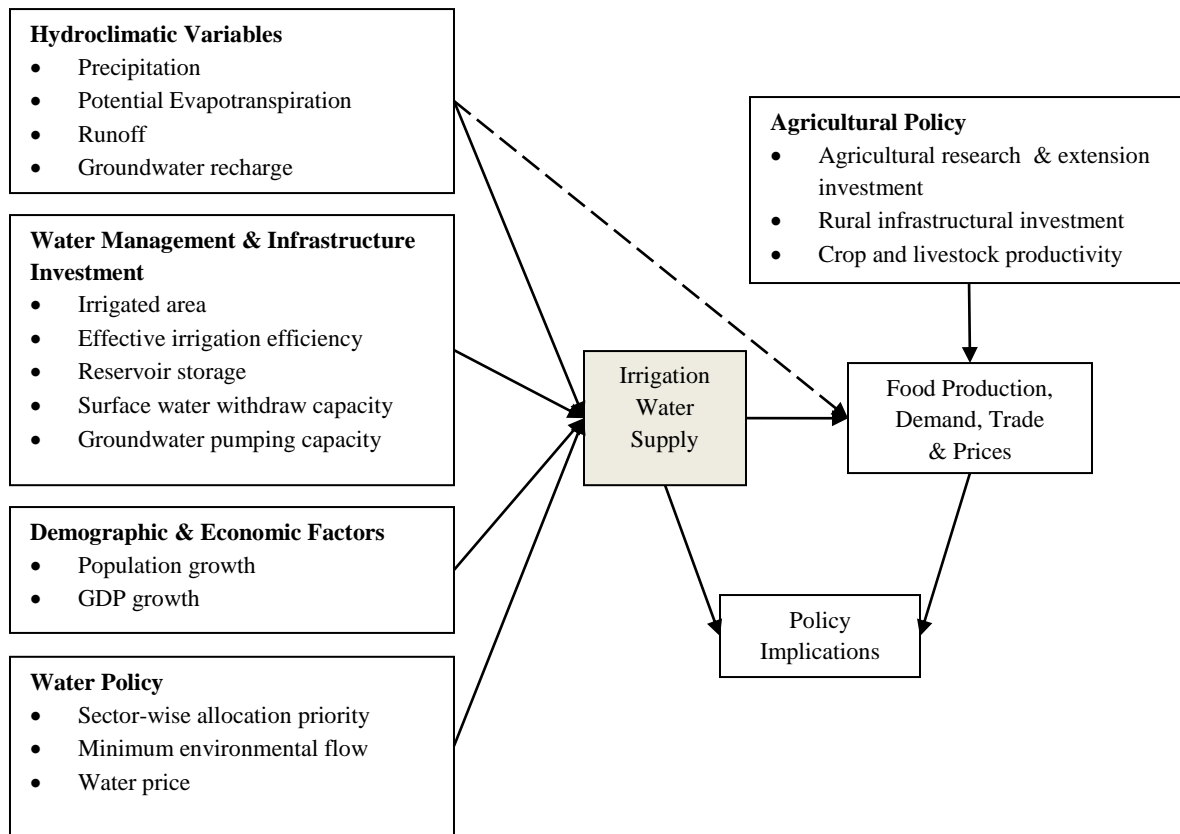 Hydroclimatic Variables
• Precipitation
• Potential Evapotranspiration
• Runoff
• Groundwater recharge
Water Management & Infrastructure
Investment
• Irrigated area
• Effective irrigation efficiency
• Reservoir storage
• Surface water withdraw capacity
• Groundwater pumping capacity
Demographic & Economic Factors
• Population growth
• GDP growth
Water Policy
• Sector-wise allocation priority
• Minimum environmental flow
• Water price
Irrigation
Water
Supply
Agricultural Policy
• Agricultural research & extension
investment
• Rural infrastructural investment
• Crop and livestock productivity
Food Production,
Demand, Trade
& Prices
Policy
Implications